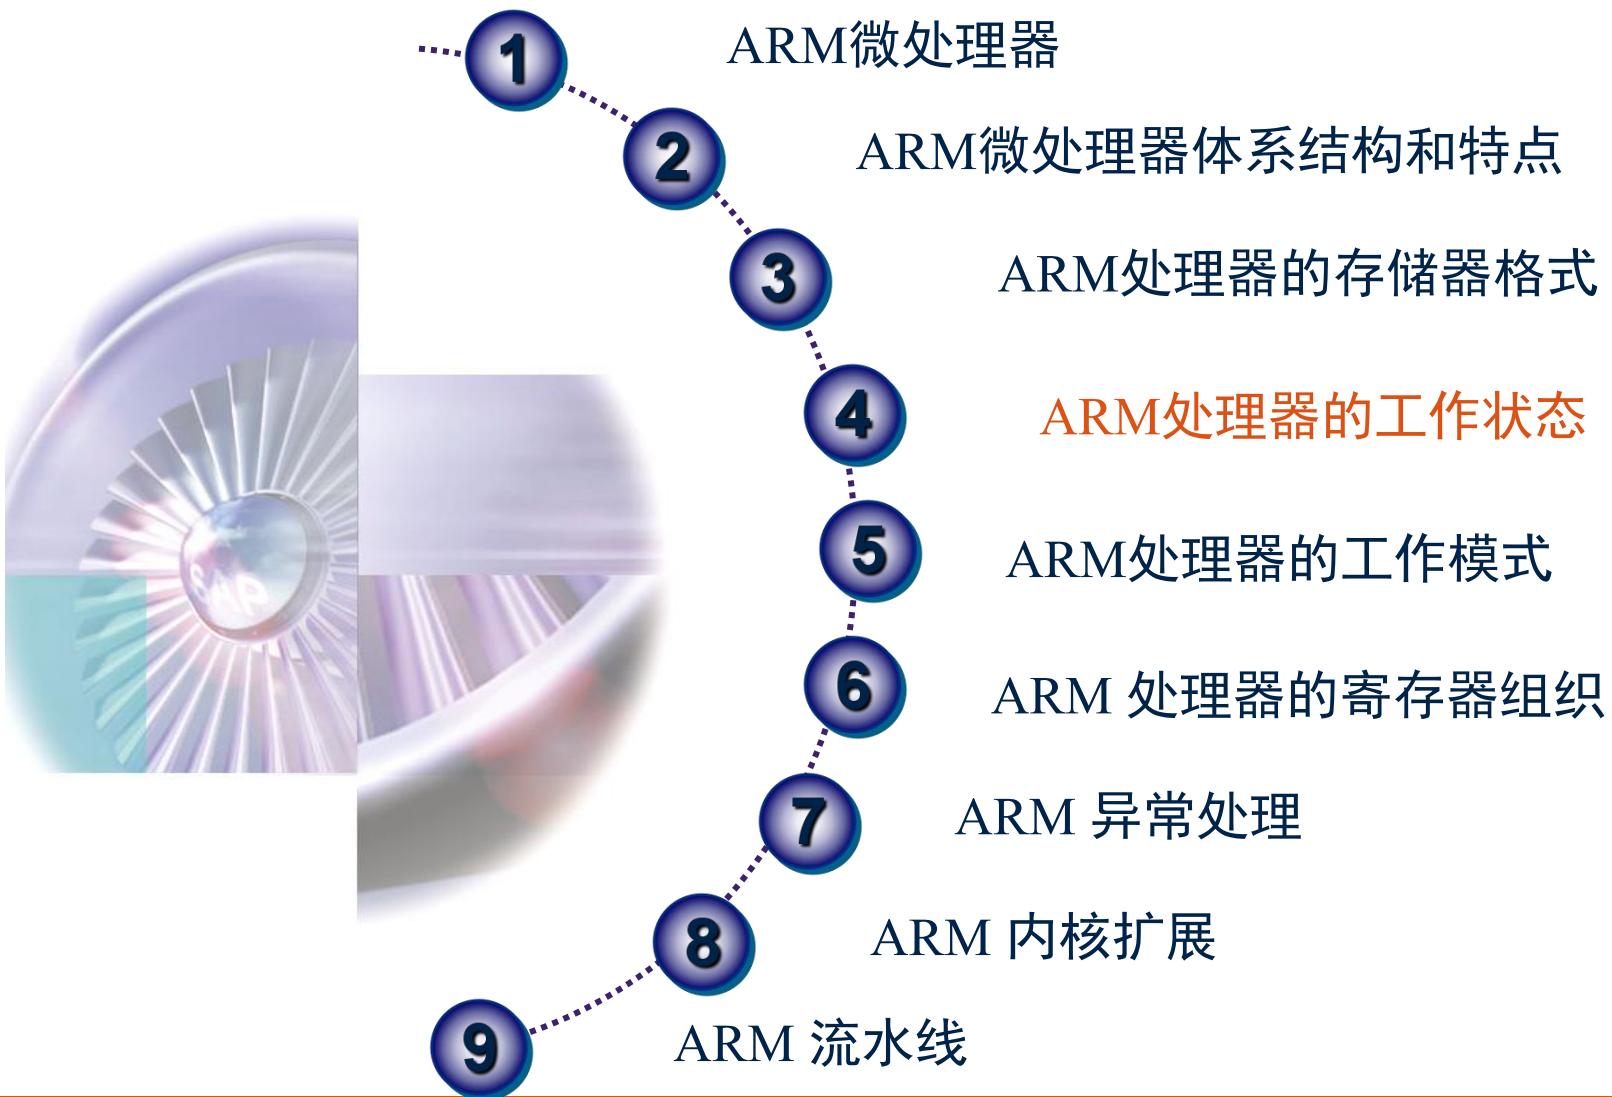 1 ARM微处理器
2 ARM微处理器体系结构和特点
3 ARM处理器的存储器格式
4 ARM处理器的工作状态
5 ARM处理器的工作模式
SAP
6 ARM 处理器的寄存器组织
7 ARM 异常处理
8 ARM 内核扩展
9 ARM 流水线